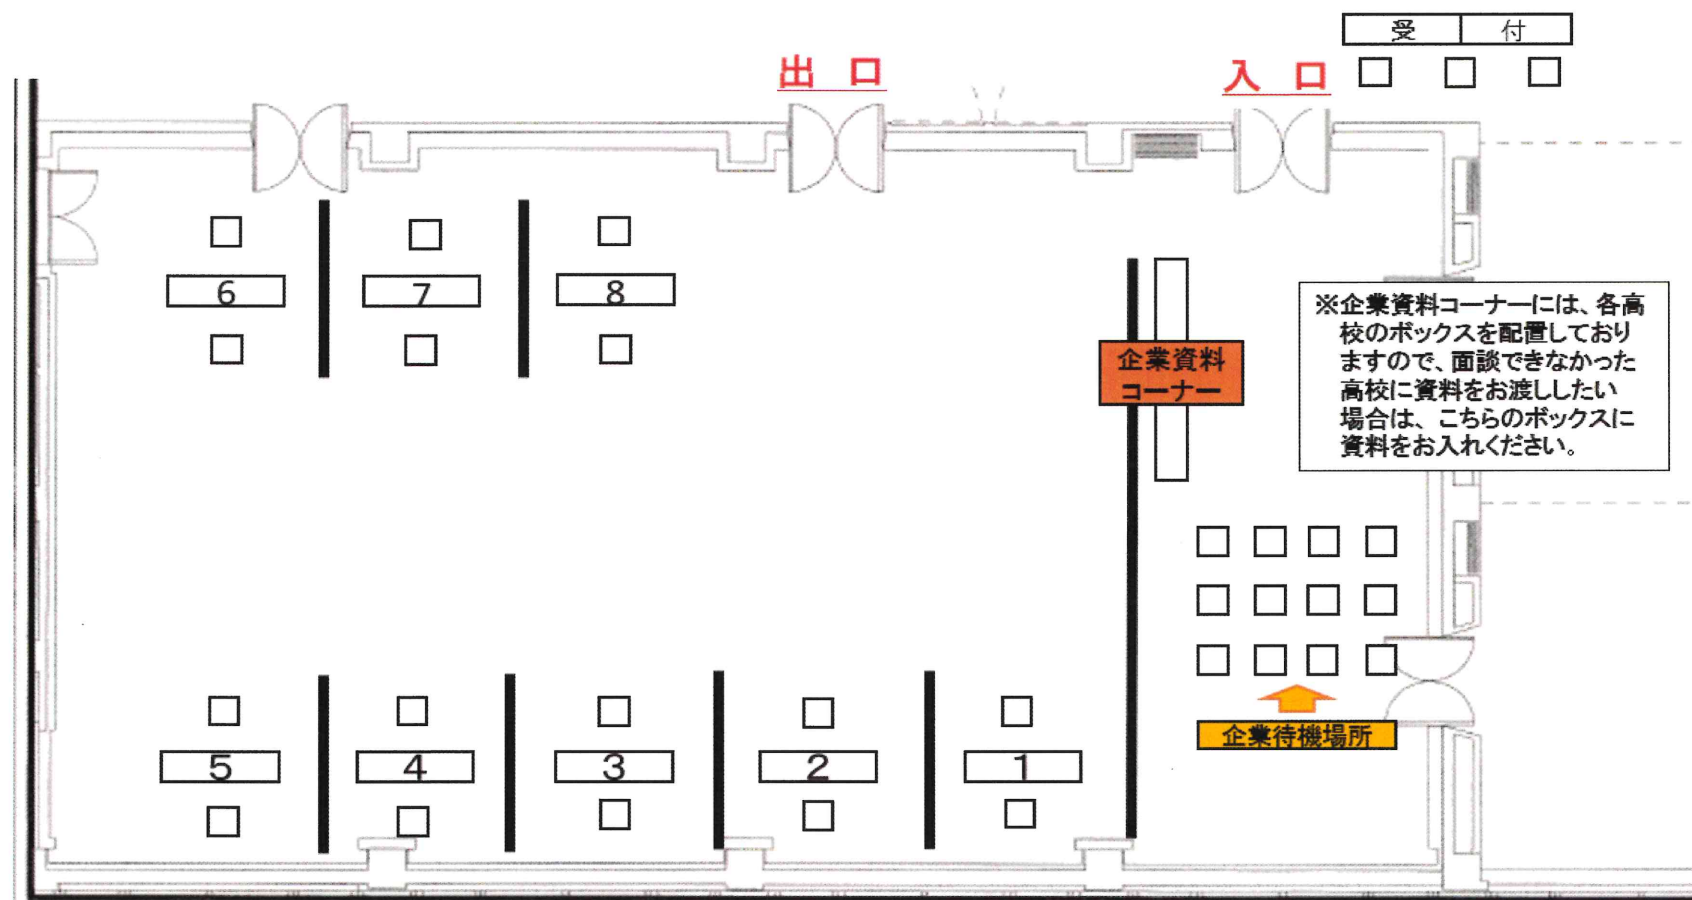 受 付
出 口
入 口
6
7
8
企業資料
コーナー
※企業資料コーナーには、各高
校のボックスを配置しており
ますので、面談できなかった
高校に資料をお渡ししたい
場合は、こちらのボックスに
資料をお入れください。
企業待機場所
5
4
3
2
1